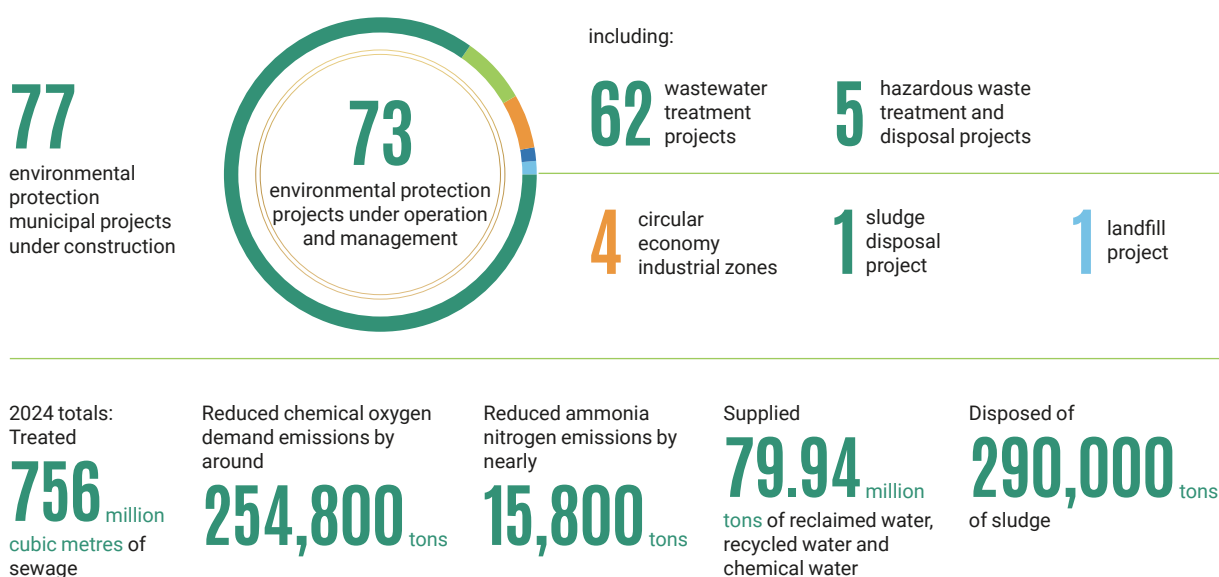 77
environmental
protection
municipal projects
under construction
73
environmental protection
projects under operation
and management
including:
62
wastewater
treatment
projects
5
hazardous waste
treatment and
disposal projects
4
circular
economy
industrial zones
1
sludge
disposal
project
1
landfill
project
2024 totals:
Treated
756 million
cubic metres of
sewage
Reduced chemical oxygen
demand emissions by
around
254,800 tons
Reduced ammonia
nitrogen emissions by
nearly
15,800 tons
Supplied
79.94 million
tons of reclaimed water,
recycled water and
chemical water
Disposed of
290,000 tons
of sludge